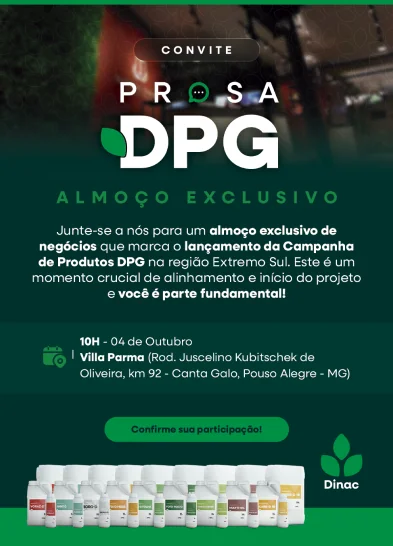 CONVITE
PROSA
DPG
ALMOÇO EXCLUSIVO
Junte-se a nós para um almoço exclusivo de
negócios que marca o lançamento da Campanha
de Produtos DPG na região Extremo Sul. Este é um
momento crucial de alinhamento e início do projeto
e você é parte fundamental!
10H - 04 de Outubro
Villa Parma (Rod. Juscelino Kubitschek de
Oliveira, km 92 - Canta Galo, Pouso Alegre - MG)
Confirme sua participação!
Dinac